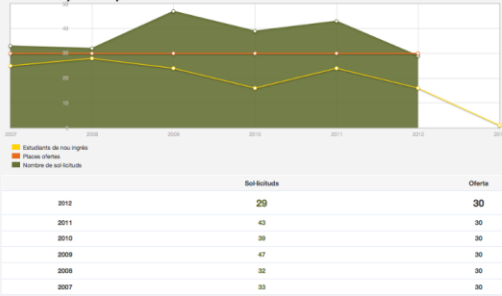 40
30
20
10
0
2007 2008 2009 2010 2011 2012
Estudiants de nou ingrés
Places ofertes
Nombre de sol·licituds
Sol·licituds Oferta
2012 29 30
2011 43 30
2010 39 30
2009 47 30
2008 32 30
2007 33 30